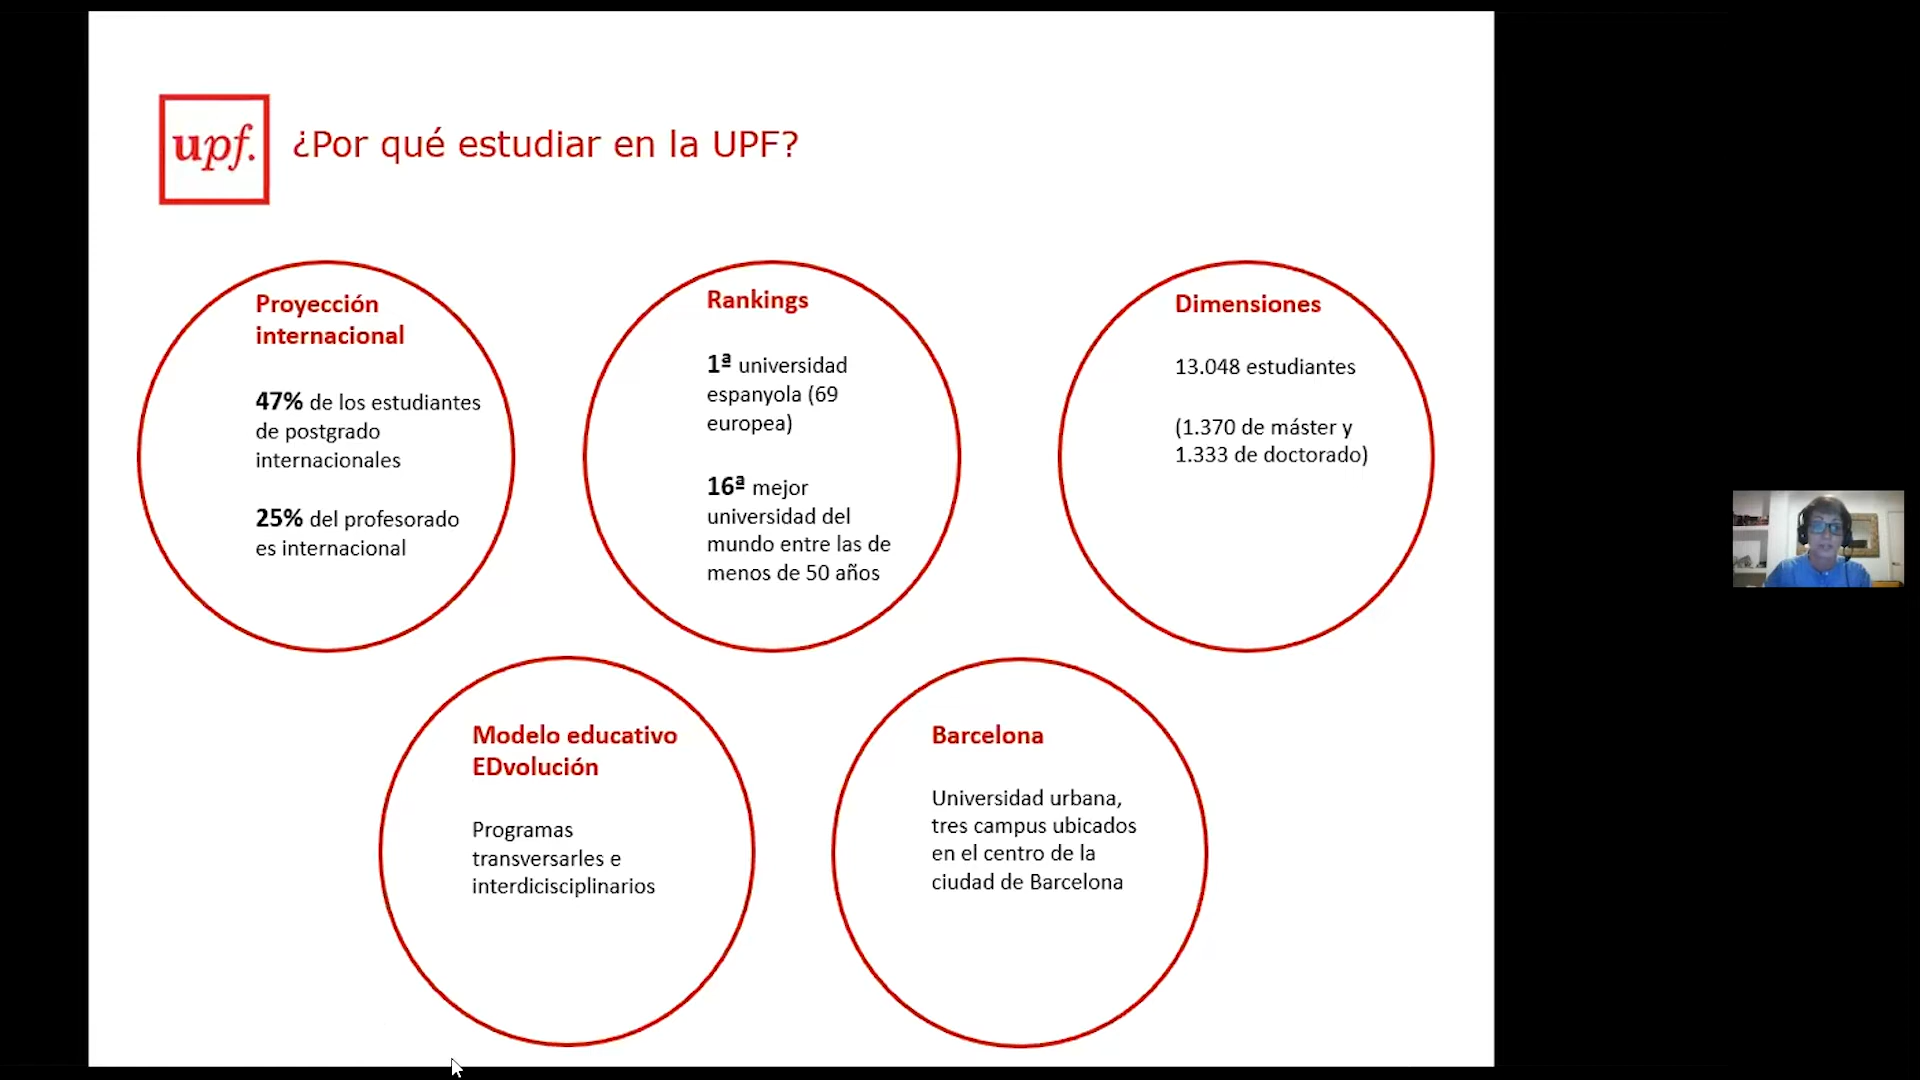 upf.
¿Por qué estudiar en la UPF?
Proyección
internacional
47% de los estudiantes
de postgrado
internacionales
25% del profesorado
es internacional
Rankings
1ª universidad
espanyola (69
europea)
16ª mejor
universidad del
mundo entre las de
menos de 50 años
Dimensiones
13.048 estudiantes
(1.370 de máster y
1.333 de doctorado)
Modelo educativo
EDvolución
Programas
transversarles e
interdicisciplinarios
Barcelona
Universidad urbana,
tres campus ubicados
en el centro de la
ciudad de Barcelona